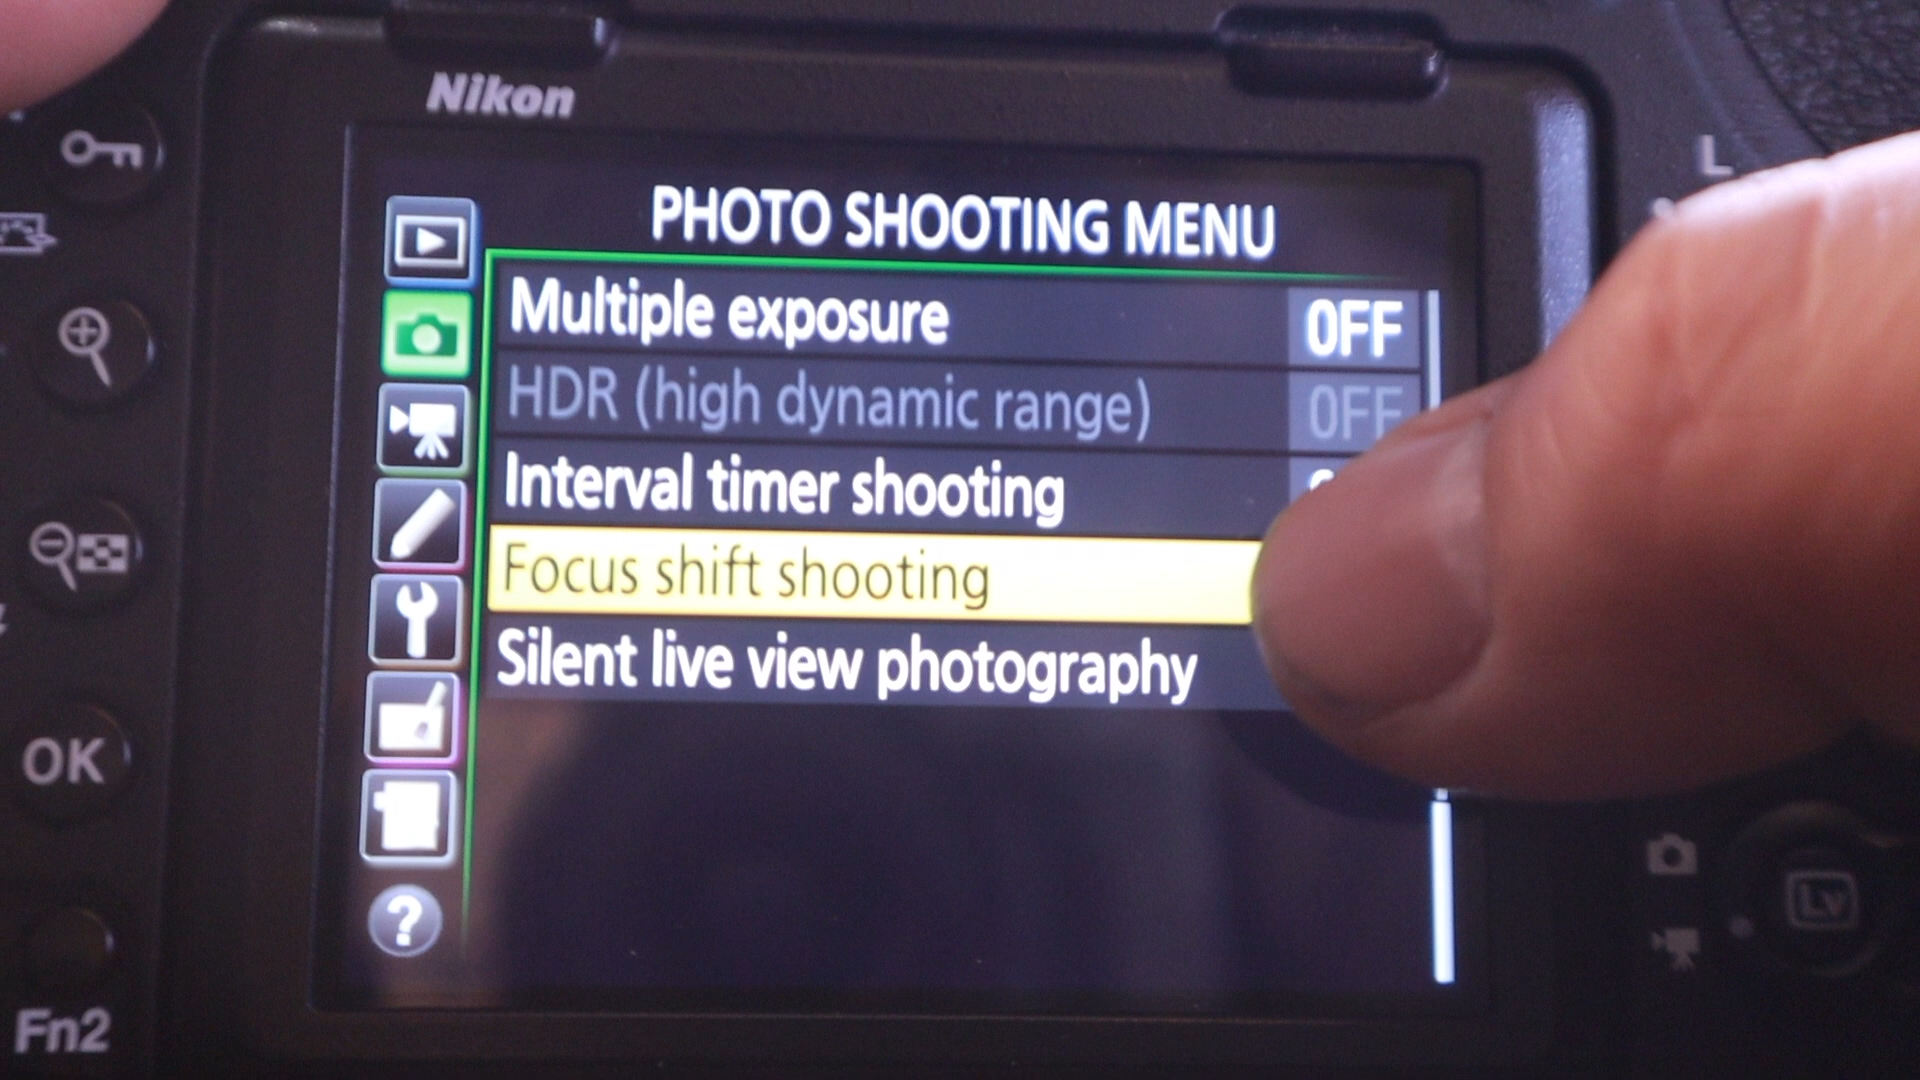 Nikon
L
PHOTO SHOOTING MENU
Multiple exposure OFF
HDR (high dynamic range) OFF
Interval timer shooting
Focus shift shooting
Silent live view photography
?
OK
Fn2
Lv